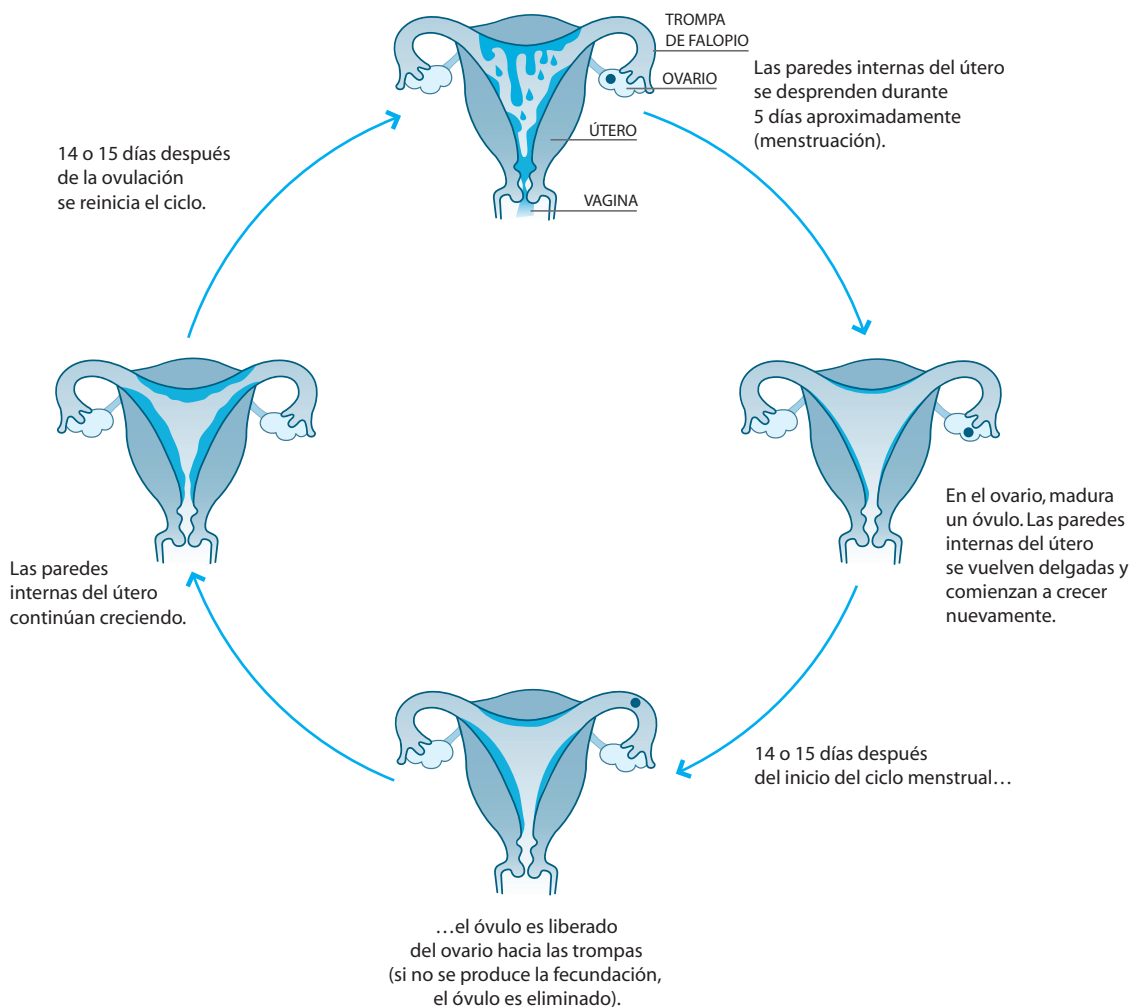 TROMPA
DE FALOPIO
OVARIO
ÚTERO
VAGINA
Las paredes internas del útero
se desprenden durante
5 días aproximadamente
(menstruación).
En el ovario, madura
un óvulo. Las paredes
internas del útero
se vuelven delgadas y
comienzan a crecer
nuevamente.
14 o 15 días después
del inicio del ciclo menstrual…
…el óvulo es liberado
del ovario hacia las trompas
(si no se produce la fecundación,
el óvulo es eliminado).
Las paredes
internas del útero
continúan creciendo.
14 o 15 días después
de la ovulación
se reinicia el ciclo.